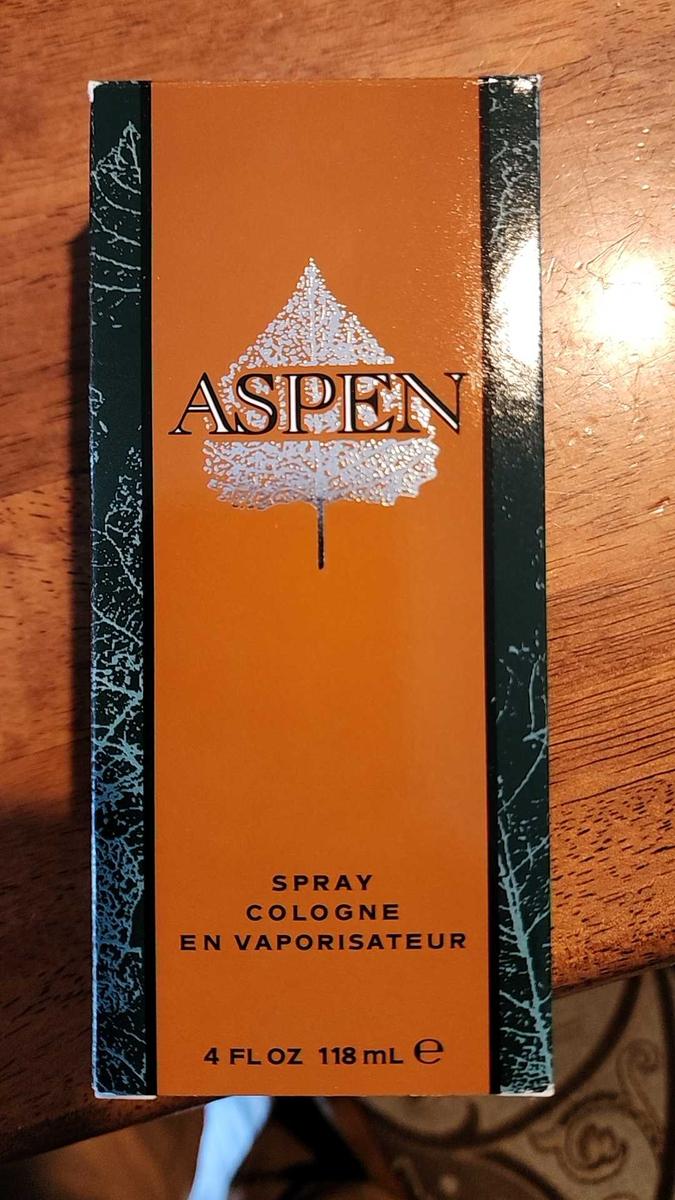 ASPEN
SPRAY
COLOGNE
EN VAPORISATEUR
4 FL OZ 118 mL ℮